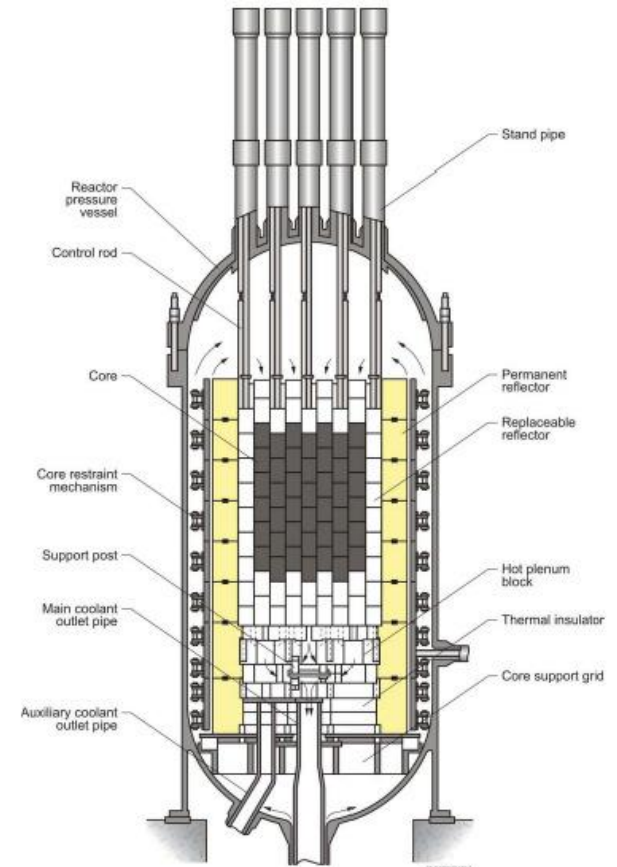 Stand pipe
Reactor
pressure
vessel
Control rod
Core
Permanent
reflector
Replaceable
reflector
Core restraint
mechanism
Support post
Hot plenum
block
Main coolant
outlet pipe
Thermal insulator
Core support grid
Auxiliary coolant
outlet pipe